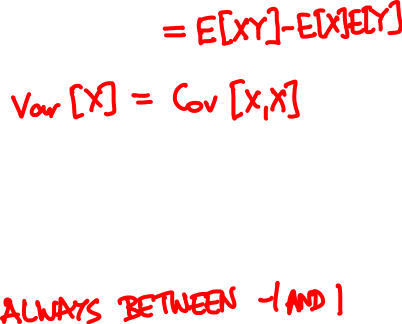 = E[XY]-E[X]E[Y]
Var [X] = Cov [X,X]
ALWAYS BETWEEN -1 AND 1